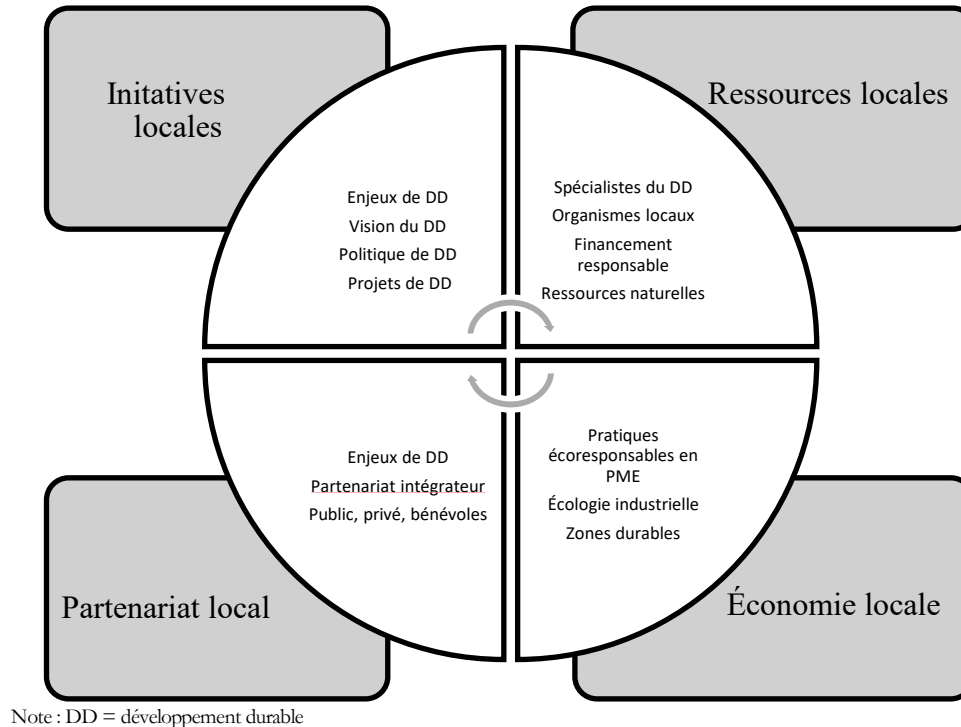 Initatives
locales
Ressources locales
Enjeux de DD
Vision du DD
Politique de DD
Projets de DD
Spécialistes du DD
Organismes locaux
Financement
responsable
Ressources naturelles
Enjeux de DD
Partenariat intégrateur
Public, privé, bénévoles
Pratiques
écoresponsables en
PME
Écologie industrielle
Zones durables
Partenariat local
Économie locale
Note : DD = développement durable